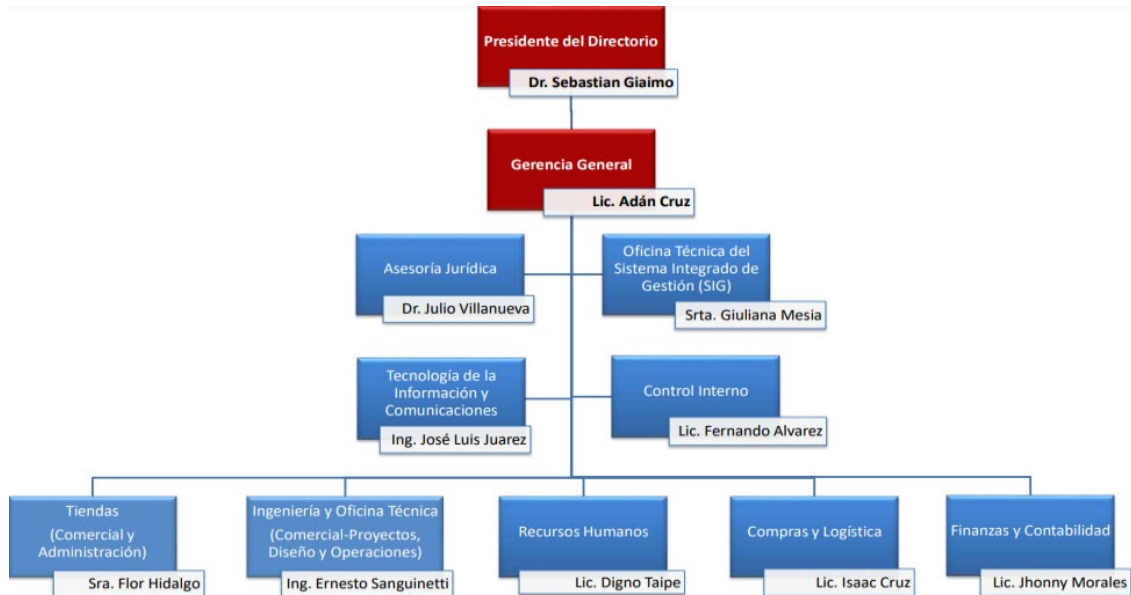 Presidente del Directorio
Dr. Sebastian Giaimo
Gerencia General
Lic. Adán Cruz
Asesoría Jurídica
Dr. Julio Villanueva
Oficina Técnica del
Sistema Integrado de
Gestión (SIG)
Srta. Giuliana Mesia
Tecnología de la
Información y
Comunicaciones
Ing. José Luis Juarez
Control Interno
Lic. Fernando Alvarez
Tiendas
(Comercial y
Administración)
Sra. Flor Hidalgo
Ingeniería y Oficina Técnica
(Comercial-Proyectos,
Diseño y Operaciones)
Ing. Ernesto Sanguinetti
Recursos Humanos
Lic. Digno Taipe
Compras y Logística
Lic. Isaac Cruz
Finanzas y Contabilidad
Lic. Jhonny Morales